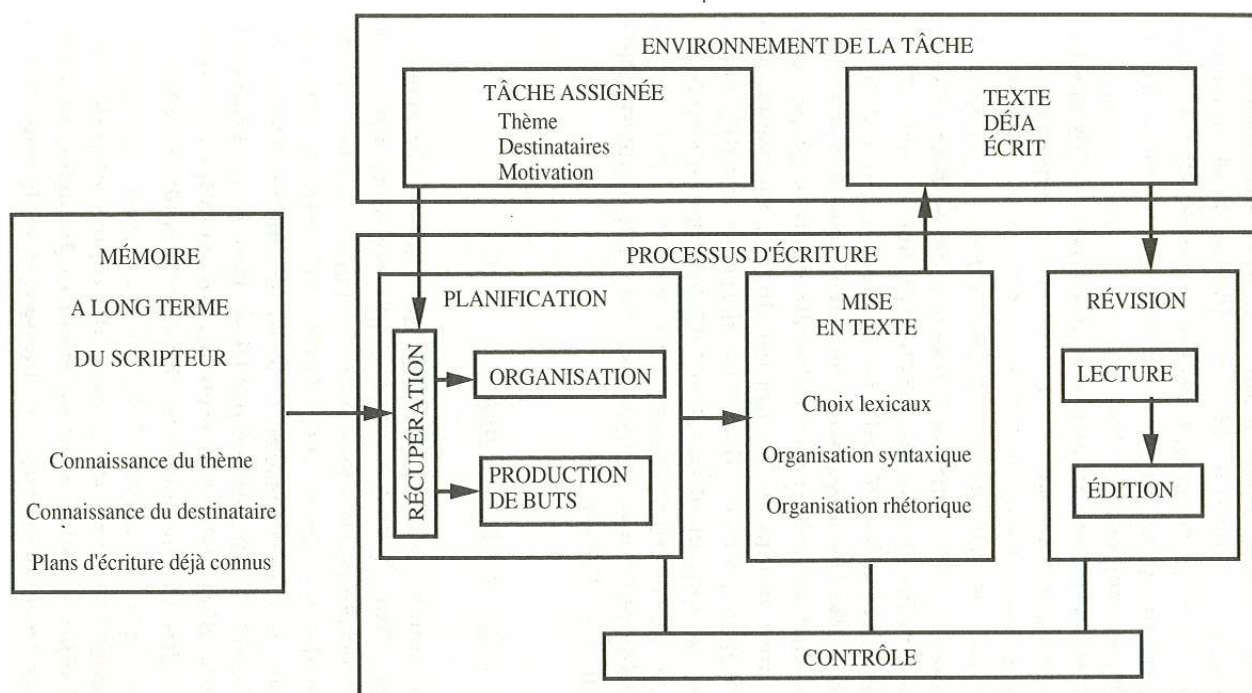 ENVIRONNEMENT DE LA TÂCHE
TÂCHE ASSIGNÉE
Thème
Destinataires
Motivation
TEXTE
DÉJA
ÉCRIT
MÉMOIRE
A LONG TERME
DU SCRIPTEUR
Connaissance du thème
Connaissance du destinataire
Plans d'écriture déjà connus
PROCESSUS D'ÉCRITURE
PLANIFICATION
RÉCUPÉRATION
ORGANISATION
PRODUCTION
DE BUTS
MISE
EN TEXTE
Choix lexicaux
Organisation syntaxique
Organisation rhétorique
RÉVISION
LECTURE
ÉDITION
CONTRÔLE